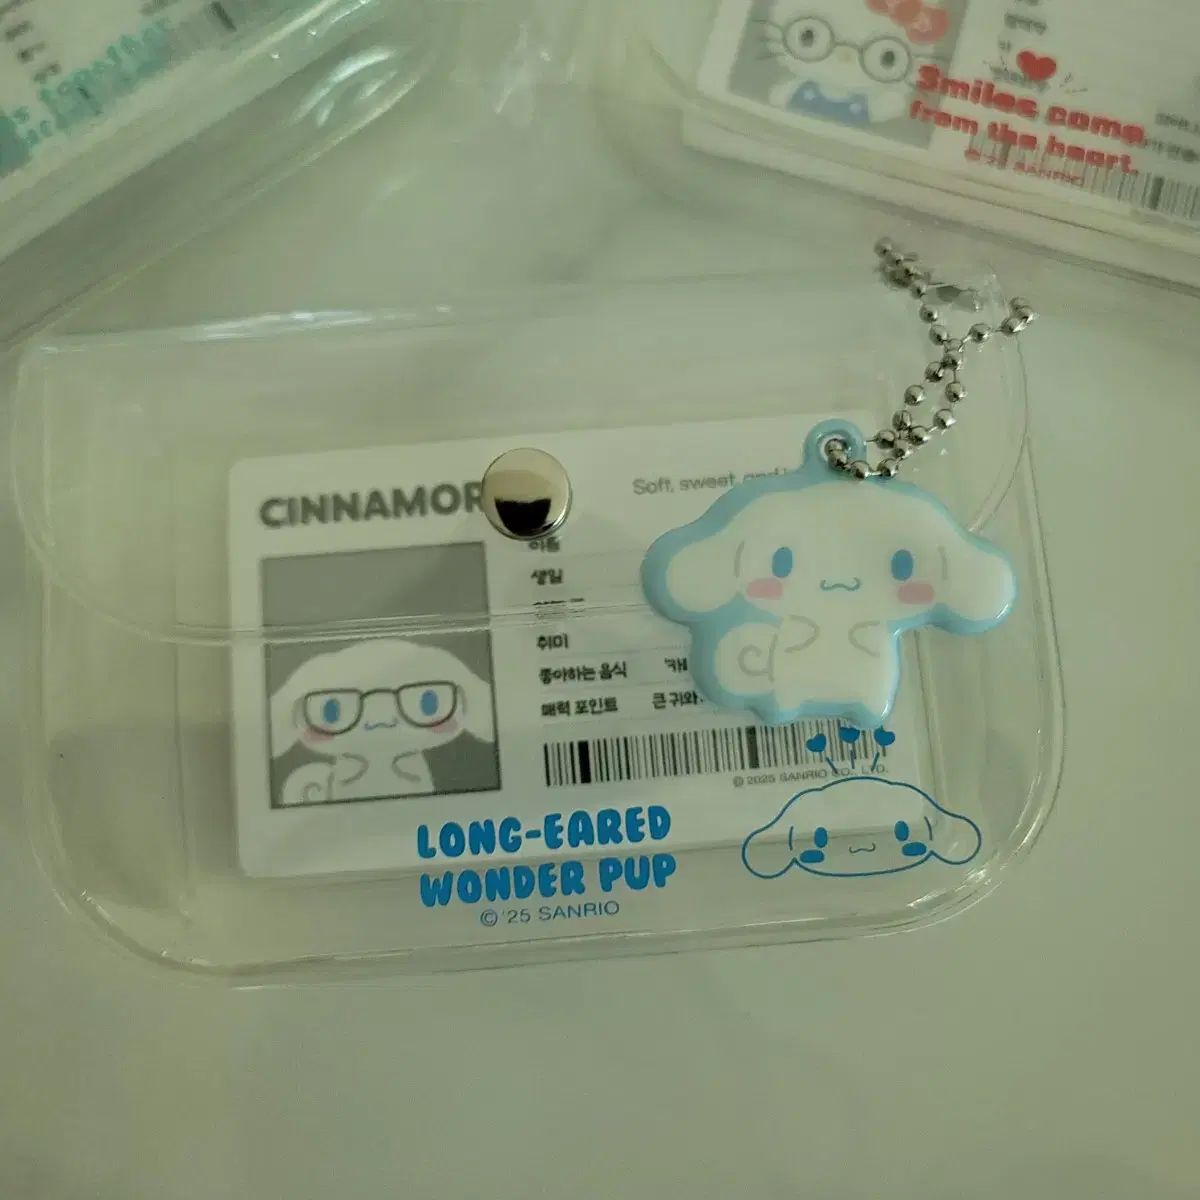 Smiles come
from the heart.
© '25 SANRIO
CINNAMOR
Soft, sweet, and
이름
생일
취미
좋아하는 음식
매력 포인트 큰 귀와
© 2025 SANRIO CO., LTD.
LONG-EARED
WONDER PUP
© '25 SANRIO